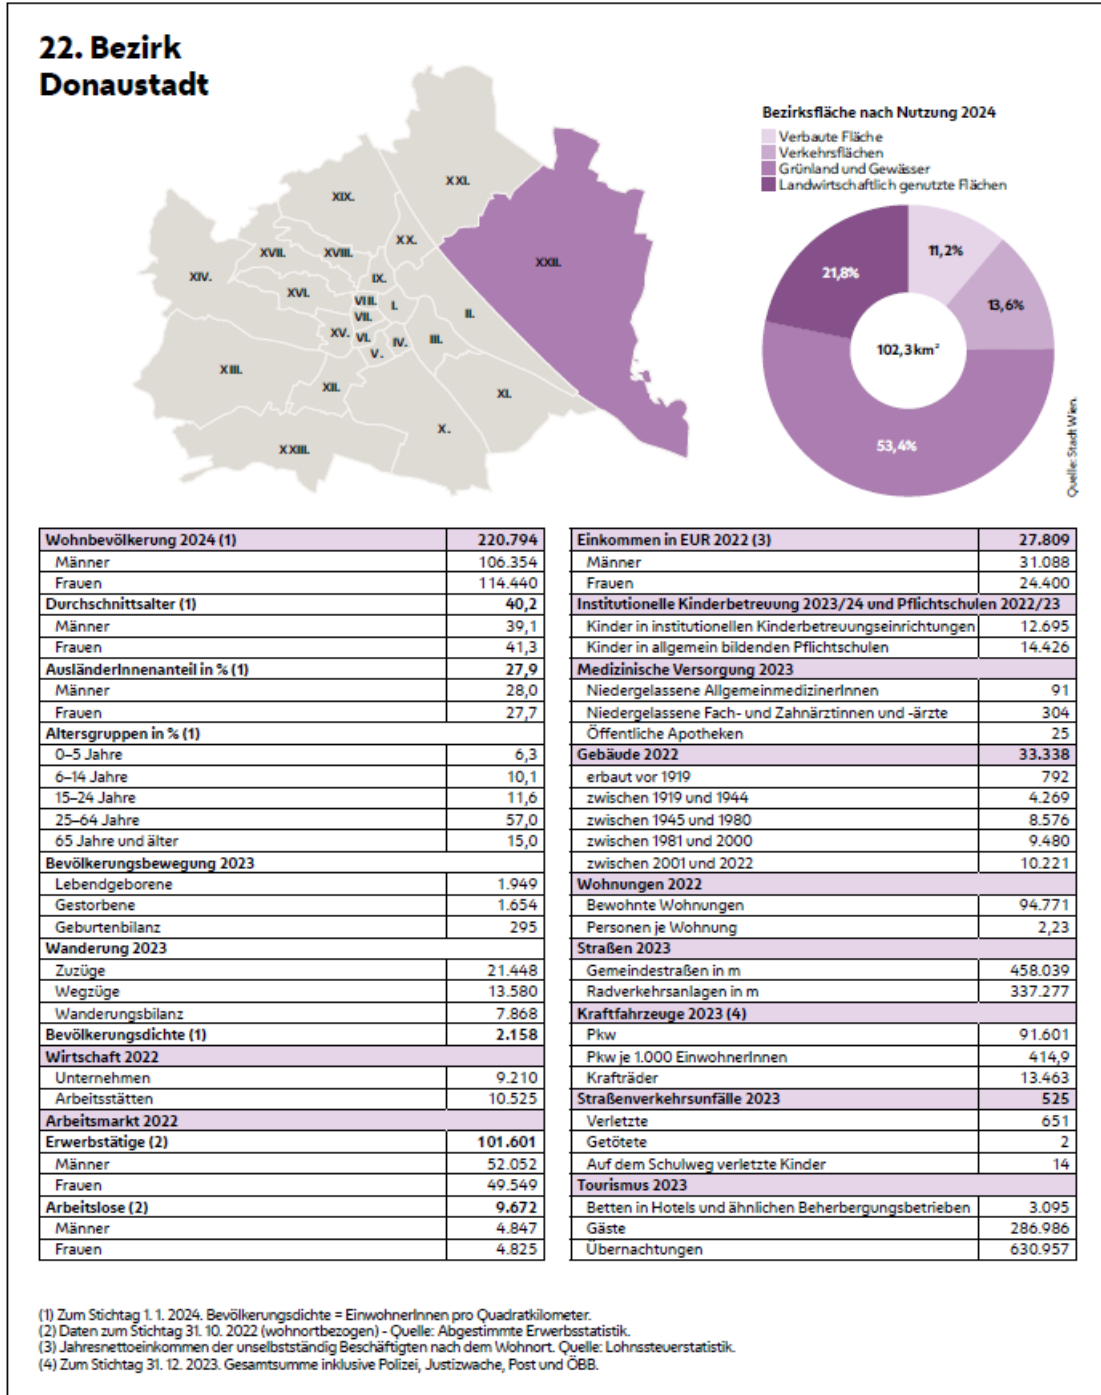 22. Bezirk
Donaustadt
Bezirksfläche nach Nutzung 2024
Verbaute Fläche
Verkehrsflächen
Grünland und Gewässer
Landwirtschaftlich genutzte Flächen
XXI.
XIX.
XX.
XXII.
XVII.
XVIII.
XIV.
IX.
XVI.
VIII.
I.
II.
VII.
XV.
VI.
IV.
III.
V.
XIII.
XII.
XI.
X.
XXIII.
11,2%
21,8%
13,6%
102,3 km²
53,4%
Quelle: Stadt Wien.
Wohnbevölkerung 2024 (1) 220.794
Männer 106.354
Frauen 114.440
Durchschnittsalter (1) 40,2
Männer 39,1
Frauen 41,3
AusländerInnenanteil in % (1) 27,9
Männer 28,0
Frauen 27,7
Altersgruppen in % (1)
0–5 Jahre 6,3
6–14 Jahre 10,1
15–24 Jahre 11,6
25–64 Jahre 57,0
65 Jahre und älter 15,0
Bevölkerungsbewegung 2023
Lebendgeborene 1.949
Gestorbene 1.654
Geburtenbilanz 295
Wanderung 2023
Zuzüge 21.448
Wegzüge 13.580
Wanderungsbilanz 7.868
Bevölkerungsdichte (1) 2.158
Wirtschaft 2022
Unternehmen 9.210
Arbeitsstätten 10.525
Arbeitsmarkt 2022
Erwerbstätige (2) 101.601
Männer 52.052
Frauen 49.549
Arbeitslose (2) 9.672
Männer 4.847
Frauen 4.825
Einkommen in EUR 2022 (3) 27.809
Männer 31.088
Frauen 24.400
Institutionelle Kinderbetreuung 2023/24 und Pflichtschulen 2022/23
Kinder in institutionellen Kinderbetreuungseinrichtungen 12.695
Kinder in allgemein bildenden Pflichtschulen 14.426
Medizinische Versorgung 2023
Niedergelassene AllgemeinmedizinerInnen 91
Niedergelassene Fach- und Zahnärztinnen und -ärzte 304
Öffentliche Apotheken 25
Gebäude 2022 33.338
erbaut vor 1919 792
zwischen 1919 und 1944 4.269
zwischen 1945 und 1980 8.576
zwischen 1981 und 2000 9.480
zwischen 2001 und 2022 10.221
Wohnungen 2022
Bewohnte Wohnungen 94.771
Personen je Wohnung 2,23
Straßen 2023
Gemeindestraßen in m 458.039
Radverkehrsanlagen in m 337.277
Kraftfahrzeuge 2023 (4)
Pkw 91.601
Pkw je 1.000 EinwohnerInnen 414,9
Krafträder 13.463
Straßenverkehrsunfälle 2023 525
Verletzte 651
Getötete 2
Auf dem Schulweg verletzte Kinder 14
Tourismus 2023
Betten in Hotels und ähnlichen Beherbergungsbetrieben 3.095
Gäste 286.986
Übernachtungen 630.957
(1) Zum Stichtag 1. 1. 2024. Bevölkerungsdichte = EinwohnerInnen pro Quadratkilometer.
(2) Daten zum Stichtag 31. 10. 2022 (wohnortbezogen) - Quelle: Abgestimmte Erwerbsstatistik.
(3) Jahresnettoeinkommen der unselbstständig Beschäftigten nach dem Wohnort. Quelle: Lohnssteuerstatistik.
(4) Zum Stichtag 31. 12. 2023. Gesamtsumme inklusive Polizei, Justizwache, Post und ÖBB.